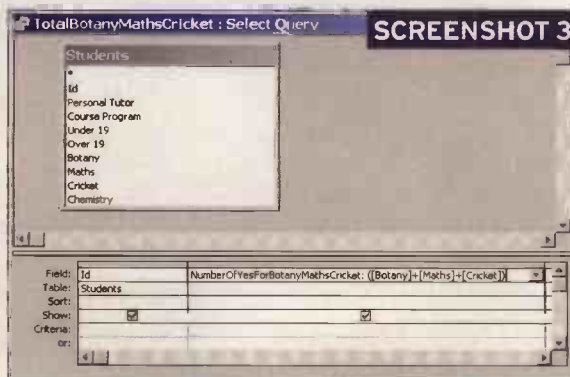 TotalBotanyMathsCricket : Select Query
SCREENSHOT 3
Students
*
Id
Personal Tutor
Course Program
Under 19
Over 19
Botany
Maths
Cricket
Chemistry
Field: Id NumberOfYesForBotanyMathsCricket: ([Botany]+[Maths]+[Cricket])
Table: Students
Sort:
Show:
Criteria:
or: